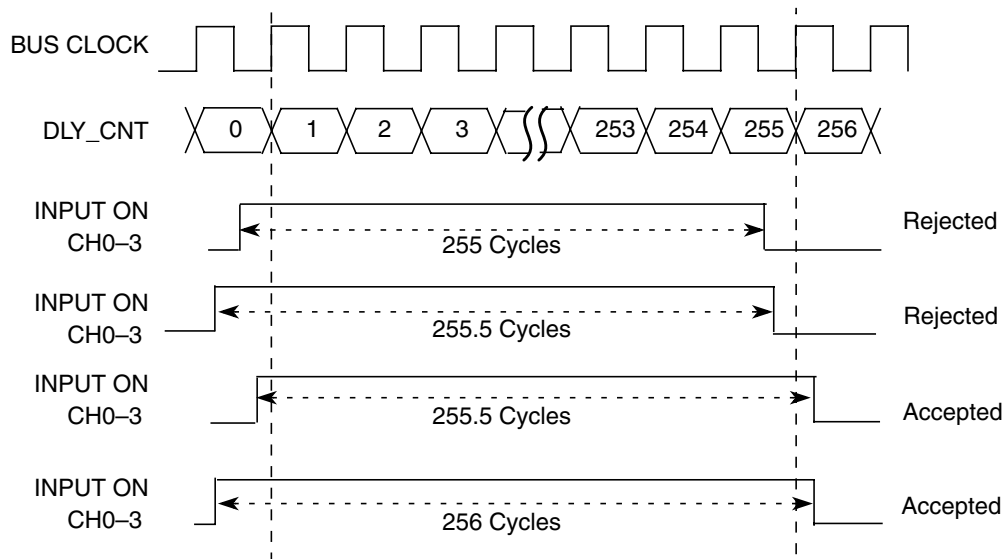 BUS CLOCK
DLY_CNT
0 1 2 3 253 254 255 256
INPUT ON
CH0–3
255 Cycles
Rejected
INPUT ON
CH0–3
255.5 Cycles
Rejected
INPUT ON
CH0–3
255.5 Cycles
Accepted
INPUT ON
CH0–3
256 Cycles
Accepted